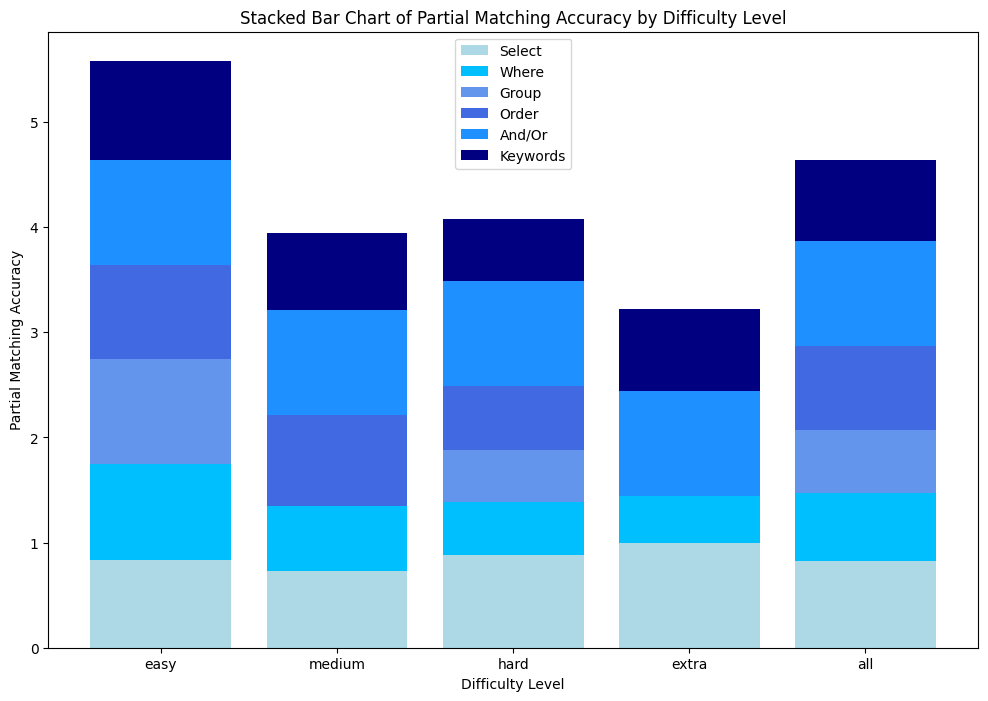 Stacked Bar Chart of Partial Matching Accuracy by Difficulty Level
Select
Where
Group
Order
And/Or
Keywords
Partial Matching Accuracy
5
4
3
2
1
0
easy medium hard extra all
Difficulty Level